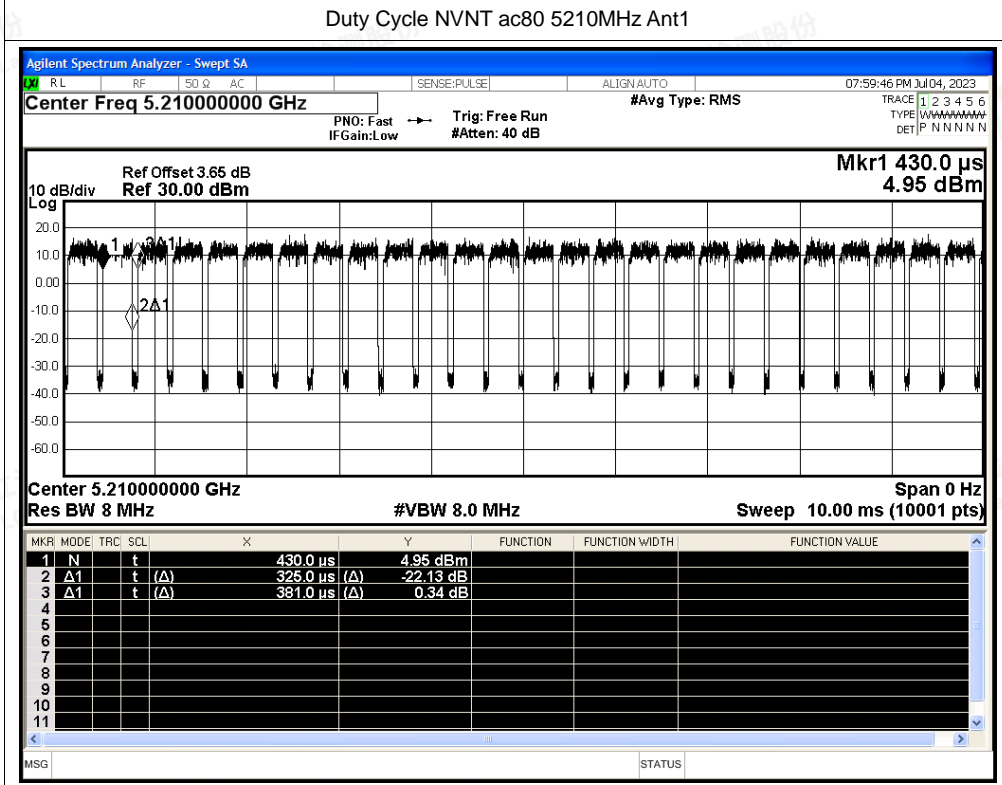 Duty Cycle NVNT ac80 5210MHz Ant1
Agilent Spectrum Analyzer - Swept SA
LXI RL RF 50 Ω AC SENSE:PULSE ALIGN AUTO 07:59:46 PM Jul 04, 2023
Center Freq 5.210000000 GHz #Avg Type: RMS TRACE 1 2 3 4 5 6
PNO: Fast Trig: Free Run TYPE
IFGain:Low #Atten: 40 dB DET P N N N N N
Mkr1 430.0 µs
Ref Offset 3.65 dB
10 dB/div Ref 30.00 dBm 4.95 dBm
Log
20.0
1 3Δ1
10.0
0.00
2Δ1
-10.0
-20.0
-30.0
-40.0
-50.0
-60.0
Center 5.210000000 GHz Span 0 Hz
Res BW 8 MHz #VBW 8.0 MHz Sweep 10.00 ms (10001 pts)
MKR MODE TRC SCL X Y FUNCTION FUNCTION WIDTH FUNCTION VALUE
1 N t 430.0 µs 4.95 dBm
2 Δ1 t (Δ) 325.0 µs (Δ) -22.13 dB
3 Δ1 t (Δ) 381.0 µs (Δ) 0.34 dB
4
5
6
7
8
9
10
11
MSG STATUS